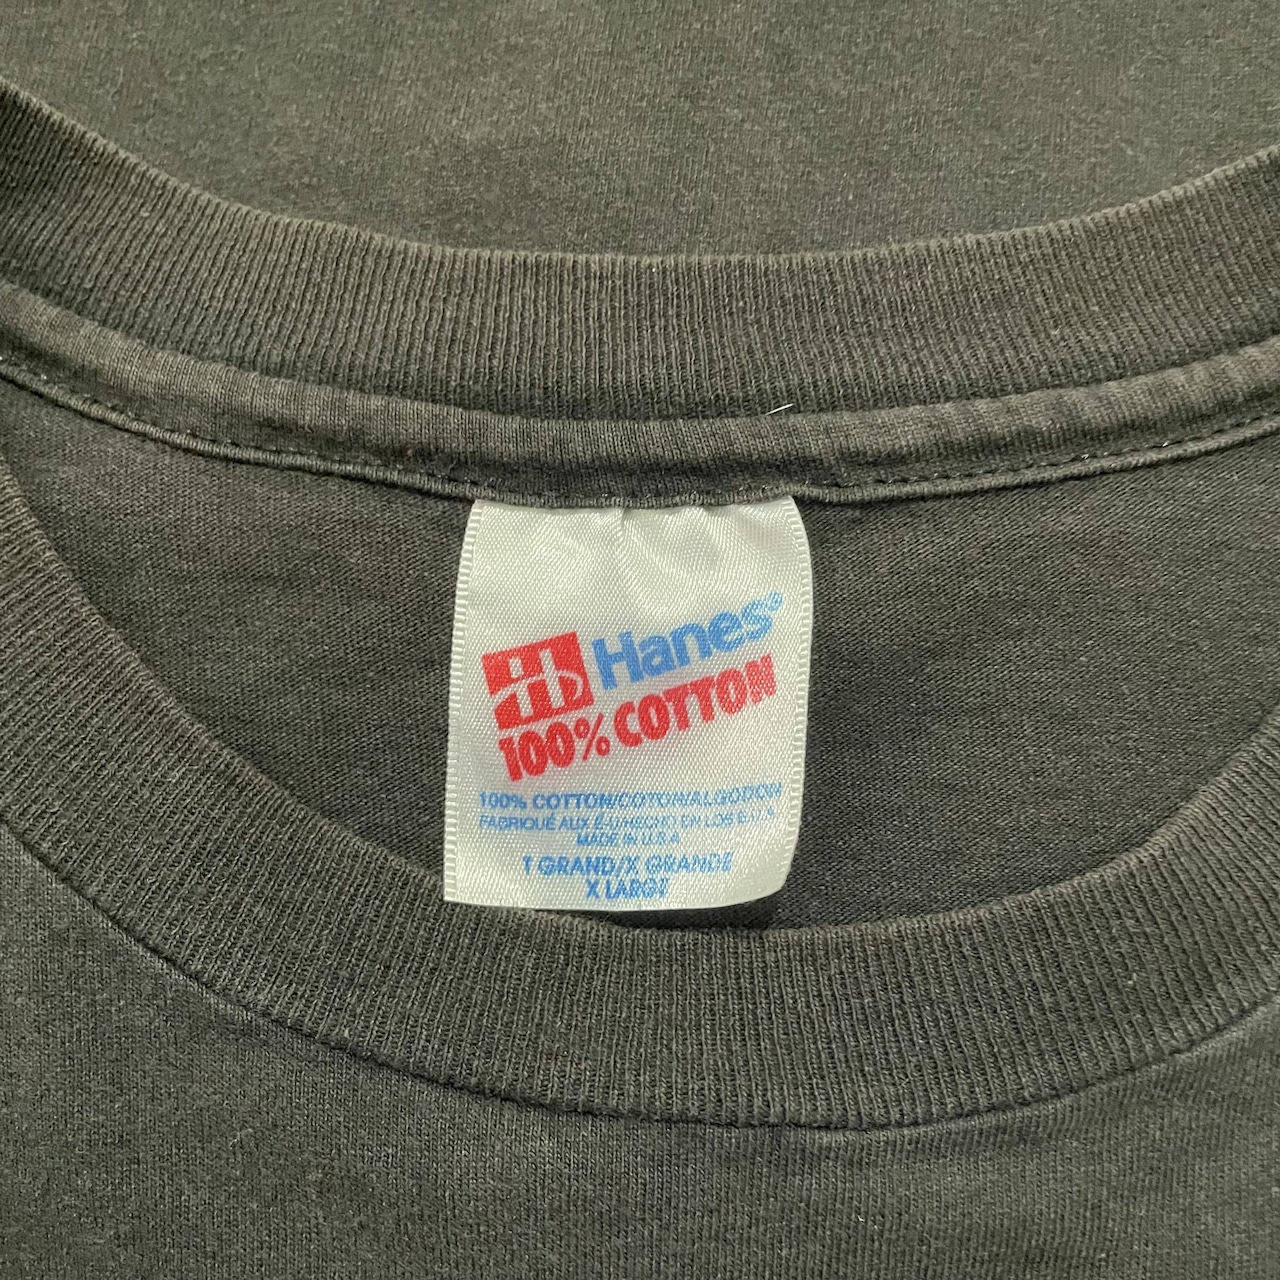 Hanes®
100% COTTON
100% COTTON/COTON/ALGODON
FABRIQUÉ AUX É-U/HECHO EN LOS E.U.A.
MADE IN U.S.A
T GRAND/X GRANDE
X LARGE